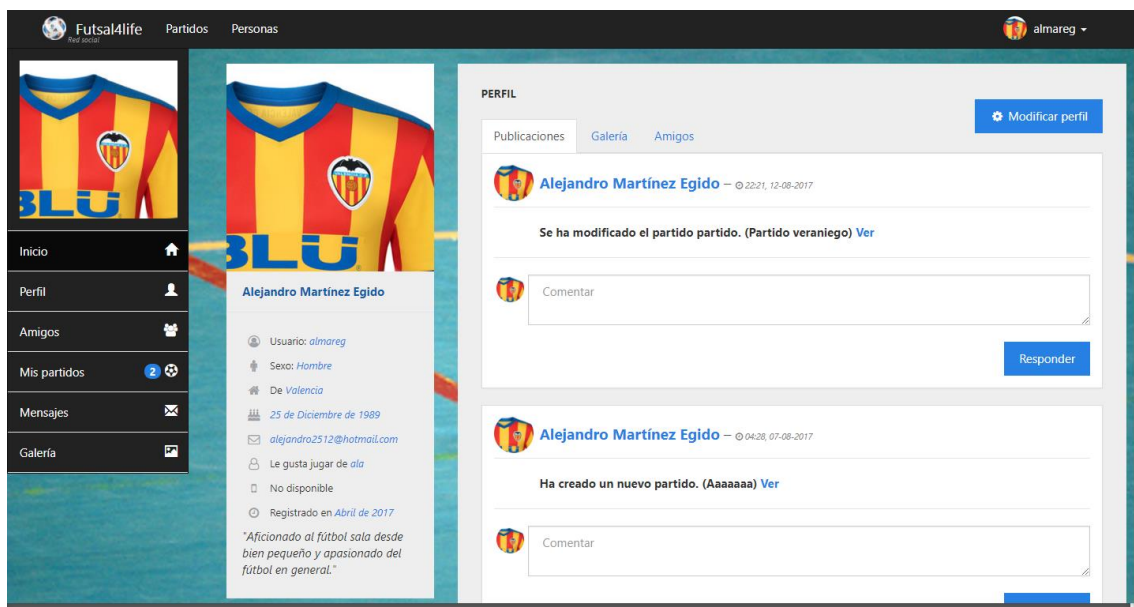 Futsal4life
Red social
Partidos
Personas
almareg
BLU
Inicio
Perfil
Amigos
Mis partidos 2
Mensajes
Galería
BLU
Alejandro Martínez Egido
Usuario: almareg
Sexo: Hombre
De Valencia
25 de Diciembre de 1989
alejandro2512@hotmail.com
Le gusta jugar de ala
No disponible
Registrado en Abril de 2017
"Aficionado al fútbol sala desde
bien pequeño y apasionado del
fútbol en general."
PERFIL
Modificar perfil
Publicaciones
Galería
Amigos
Alejandro Martínez Egido – 22:21, 12-08-2017
Se ha modificado el partido partido. (Partido veraniego) Ver
Comentar
Responder
Alejandro Martínez Egido – 04:28, 07-08-2017
Ha creado un nuevo partido. (Aaaaaaa) Ver
Comentar